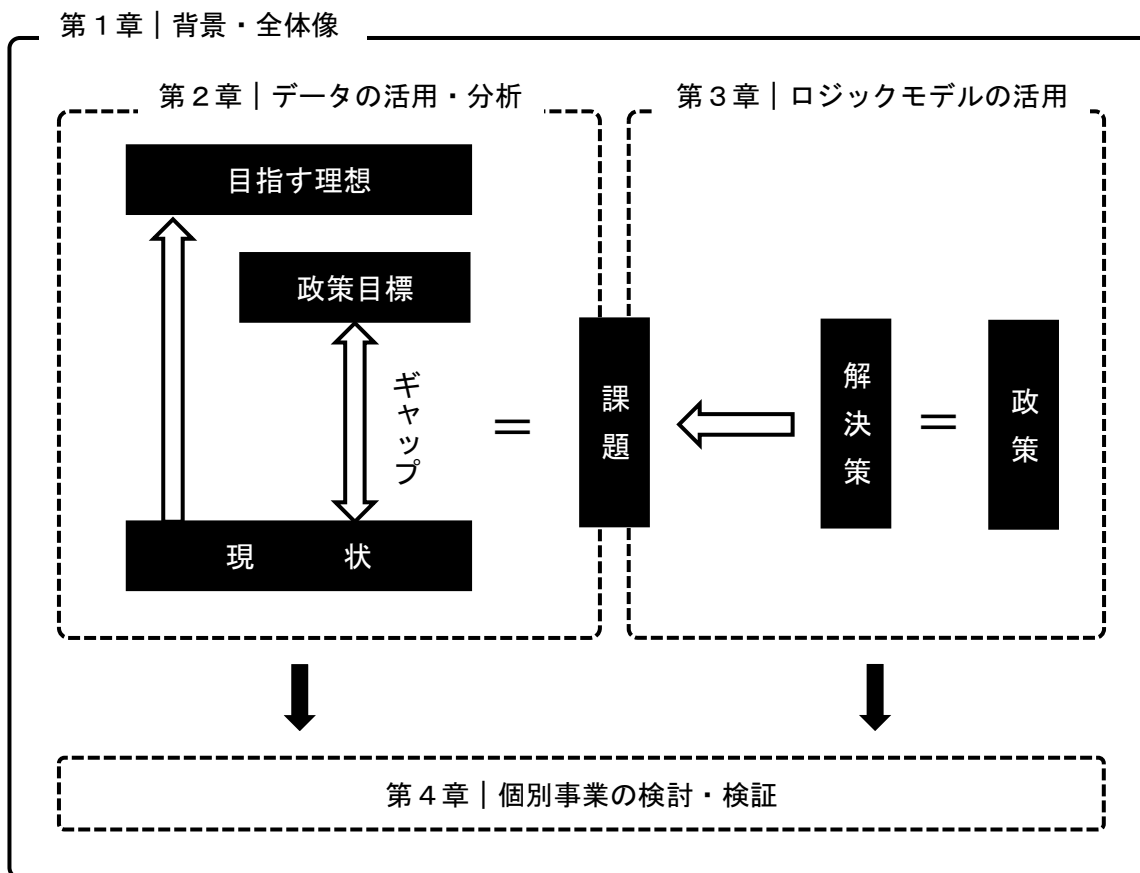 第１章｜背景・全体像
第２章｜データの活用・分析
第３章｜ロジックモデルの活用
目指す理想
政策目標
ギャップ
現　状
＝
課題
解決策
＝
政策
第４章｜個別事業の検討・検証